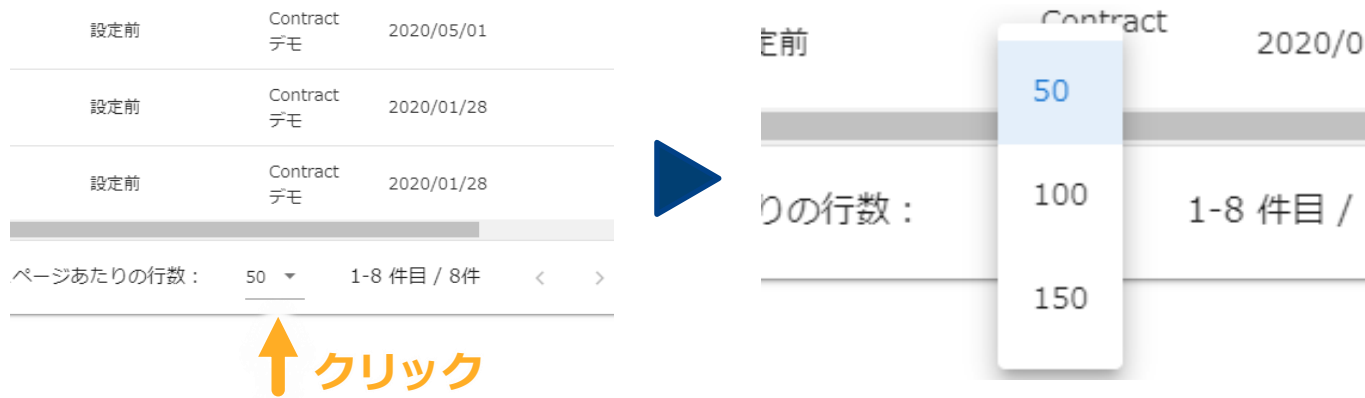 設定前 Contract デモ 2020/05/01
設定前 Contract デモ 2020/01/28
設定前 Contract デモ 2020/01/28
ページあたりの行数： 50 1-8 件目 / 8件 < >
クリック
定前 Contract 2020/0
50
100
150
りの行数： 1-8 件目 /